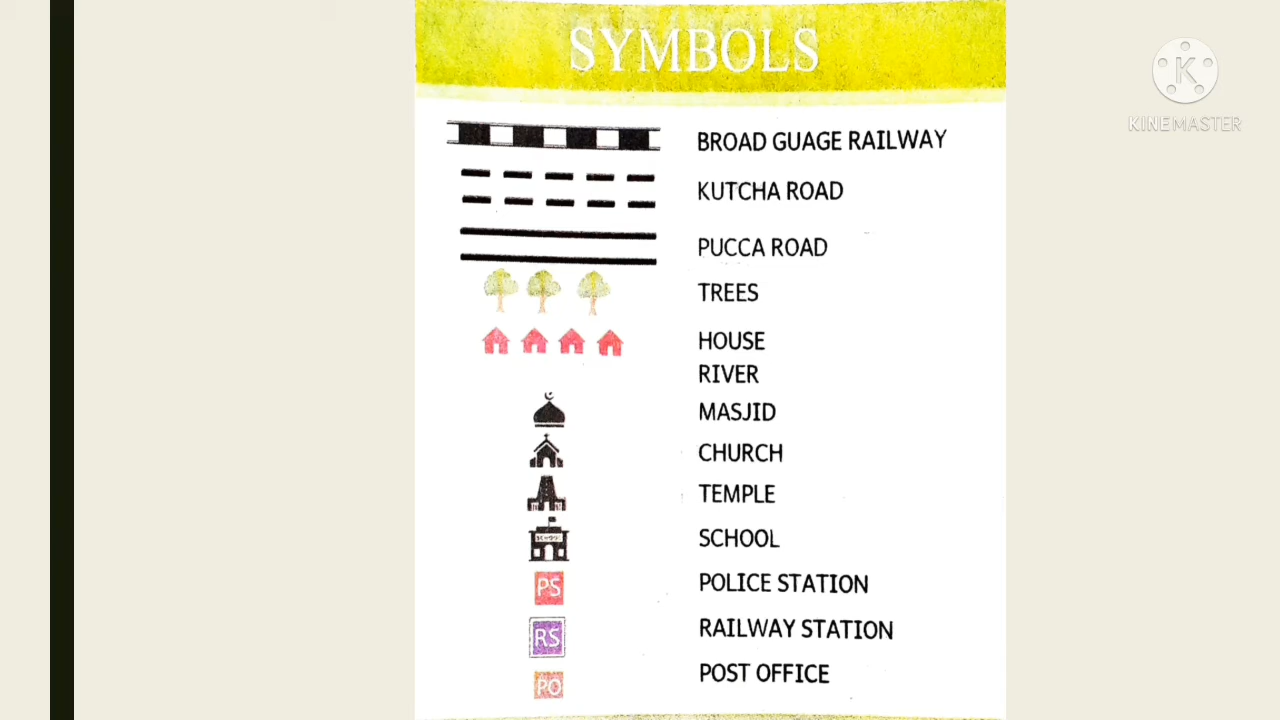 SYMBOLS
K
KINEMASTER
BROAD GUAGE RAILWAY
KUTCHA ROAD
PUCCA ROAD
TREES
HOUSE
RIVER
MASJID
CHURCH
TEMPLE
SCHOOL
PS POLICE STATION
RS RAILWAY STATION
PO POST OFFICE